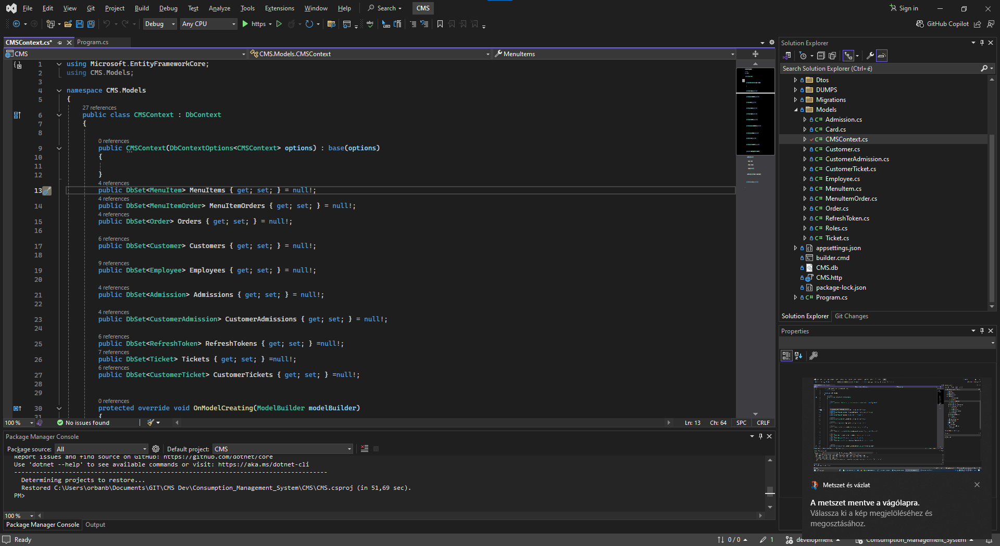 File Edit View Git Project Build Debug Test Analyze Tools Extensions Window Help Search CMS Sign in
Debug Any CPU https GitHub Copilot
CMSContext.cs* Program.cs
CMS CMS.Models.CMSContext MenuItems
1 using Microsoft.EntityFrameworkCore;
2 using CMS.Models;
3
4 namespace CMS.Models
5 {
27 references
6 public class CMSContext : DbContext
7 {
8
0 references
9 public CMSContext(DbContextOptions<CMSContext> options) : base(options)
10 {
11
12 }
4 references
13 public DbSet<MenuItem> MenuItems { get; set; } = null!;
4 references
14 public DbSet<MenuItemOrder> MenuItemOrders { get; set; } = null!;
4 references
15 public DbSet<Order> Orders { get; set; } = null!;
16
6 references
17 public DbSet<Customer> Customers { get; set; } = null!;
18
9 references
19 public DbSet<Employee> Employees { get; set; } = null!;
20
4 references
21 public DbSet<Admission> Admissions { get; set; } = null!;
22
4 references
23 public DbSet<CustomerAdmission> CustomerAdmissions { get; set; } = null!;
24
6 references
25 public DbSet<RefreshToken> RefreshTokens { get; set; } =null!;
7 references
26 public DbSet<Ticket> Tickets { get; set; } =null!;
6 references
27 public DbSet<CustomerTicket> CustomerTickets { get; set; } =null!;
28
29
0 references
30 protected override void OnModelCreating(ModelBuilder modelBuilder)
31 {
100 % No issues found Ln: 13 Ch: 64 SPC CRLF
Package Manager Console
Package source: All Default project: CMS
Report issues and find source on GitHub: https://github.com/dotnet/core
Use 'dotnet --help' to see available commands or visit: https://aka.ms/dotnet-cli
--------------------------------------------------------------------------------------
Determining projects to restore...
Restored C:\Users\orbanb\Documents\GIT\CMS Dev\Consumption_Management_System\CMS\CMS.csproj (in 51,69 sec).
PM>
100 %
Package Manager Console Output
Solution Explorer
Search Solution Explorer (Ctrl+é)
Dtos
DUMPS
Migrations
Models
C# Admission.cs
C# Card.cs
C# CMSContext.cs
C# Customer.cs
C# CustomerAdmission.cs
C# CustomerTicket.cs
C# Employee.cs
C# MenuItem.cs
C# MenuItemOrder.cs
C# Order.cs
C# RefreshToken.cs
C# Roles.cs
C# Ticket.cs
appsettings.json
builder.cmd
CMS.db
CMS.http
package-lock.json
C# Program.cs
Solution Explorer Git Changes
Properties
Metszet és vázlat
A metszet mentve a vágólapra.
Válassza ki a kép megjelöléséhez és
megosztásához.
Ready 0 / 0 1 development Consumption_Management_System